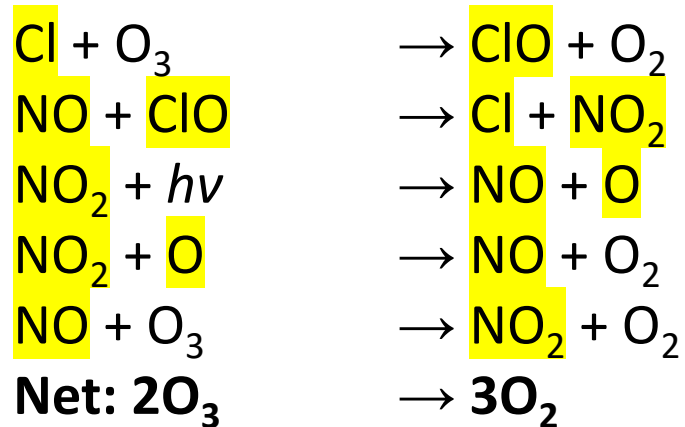 Cl + O₃ → ClO + O₂
NO + ClO → Cl + NO₂
NO₂ + hν → NO + O
NO₂ + O → NO + O₂
NO + O₃ → NO₂ + O₂
Net: 2O₃ → 3O₂